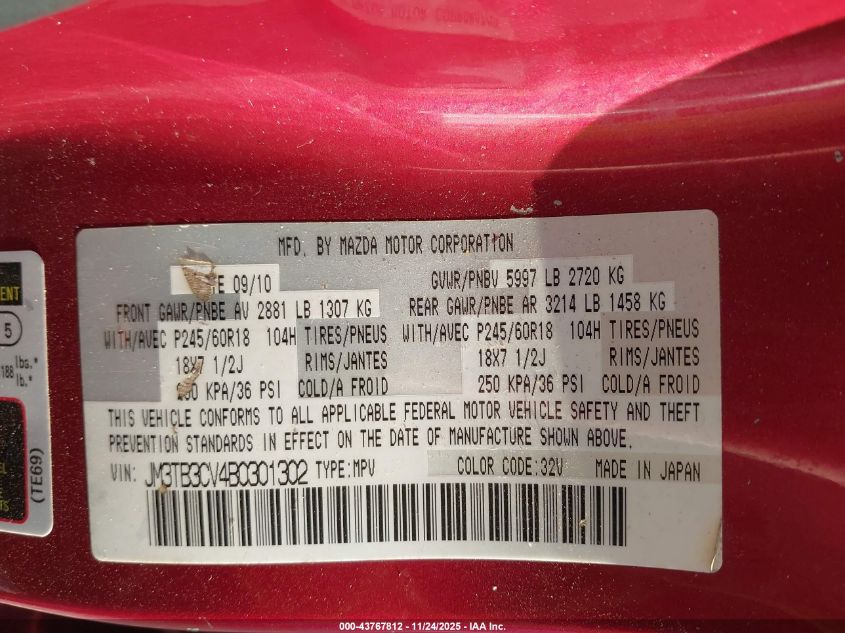 MFD. BY MAZDA MOTOR CORPORATION
09/10
GVWR/PNBV 5997 LB 2720 KG
FRONT GAWR/PNBE AV 2881 LB 1307 KG
REAR GAWR/PNBE AR 3214 LB 1458 KG
WITH/AVEC P245/60R18 104H TIRES/PNEUS
WITH/AVEC P245/60R18 104H TIRES/PNEUS
18X7 1/2J RIMS/JANTES
18X7 1/2J RIMS/JANTES
KPA/36 PSI COLD/A FROID
250 KPA/36 PSI COLD/A FROID
THIS VEHICLE CONFORMS TO ALL APPLICABLE FEDERAL MOTOR VEHICLE SAFETY AND THEFT
PREVENTION STANDARDS IN EFFECT ON THE DATE OF MANUFACTURE SHOWN ABOVE.
VIN: JM3TB3CV4B0301302 TYPE:MPV COLOR CODE:32V MADE IN JAPAN
5
188 lbs.*
lb.*
(TE69)
000-43767812 - 11/24/2025 - IAA Inc.